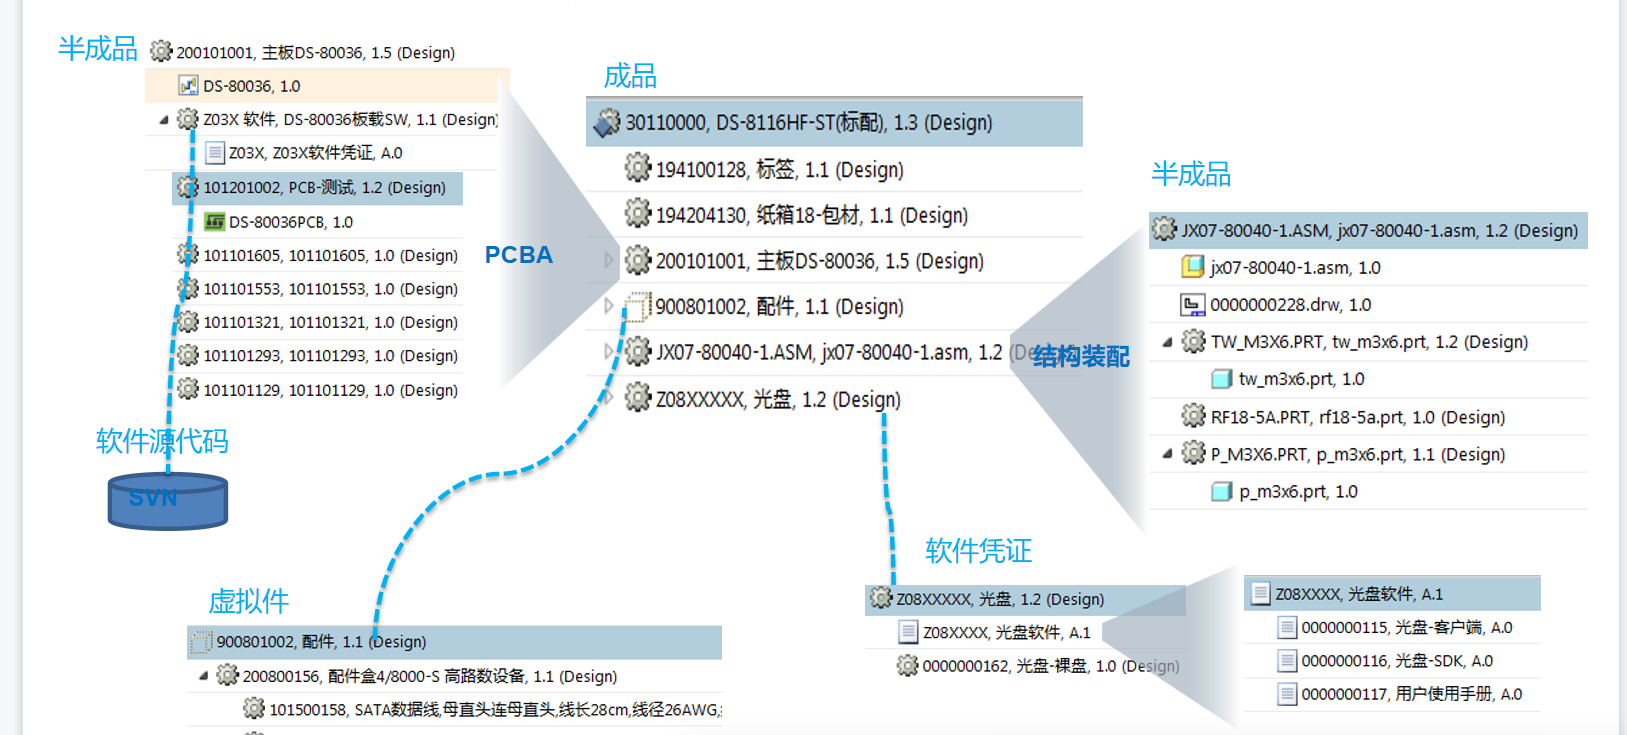 半成品
200101001, 主板DS-80036, 1.5 (Design)
DS-80036, 1.0
Z03X 软件, DS-80036板载SW, 1.1 (Design)
Z03X, Z03X软件凭证, A.0
101201002, PCB-测试, 1.2 (Design)
DS-80036PCB, 1.0
101101605, 101101605, 1.0 (Design)
101101553, 101101553, 1.0 (Design)
101101321, 101101321, 1.0 (Design)
101101293, 101101293, 1.0 (Design)
101101129, 101101129, 1.0 (Design)
软件源代码
SVN
PCBA
成品
30110000, DS-8116HF-ST(标配), 1.3 (Design)
194100128, 标签, 1.1 (Design)
194204130, 纸箱18-包材, 1.1 (Design)
200101001, 主板DS-80036, 1.5 (Design)
900801002, 配件, 1.1 (Design)
JX07-80040-1.ASM, jx07-80040-1.asm, 1.2 (De
Z08XXXXX, 光盘, 1.2 (Design)
结构装配
半成品
JX07-80040-1.ASM, jx07-80040-1.asm, 1.2 (Design)
jx07-80040-1.asm, 1.0
0000000228.drw, 1.0
TW_M3X6.PRT, tw_m3x6.prt, 1.2 (Design)
tw_m3x6.prt, 1.0
RF18-5A.PRT, rf18-5a.prt, 1.0 (Design)
P_M3X6.PRT, p_m3x6.prt, 1.1 (Design)
p_m3x6.prt, 1.0
虚拟件
900801002, 配件, 1.1 (Design)
200800156, 配件盒4/8000-S 高路数设备, 1.1 (Design)
101500158, SATA数据线,母直头连母直头,线长28cm,线径26AWG,
软件凭证
Z08XXXXX, 光盘, 1.2 (Design)
Z08XXXX, 光盘软件, A.1
0000000162, 光盘-裸盘, 1.0 (Design)
Z08XXXX, 光盘软件, A.1
0000000115, 光盘-客户端, A.0
0000000116, 光盘-SDK, A.0
0000000117, 用户使用手册, A.0